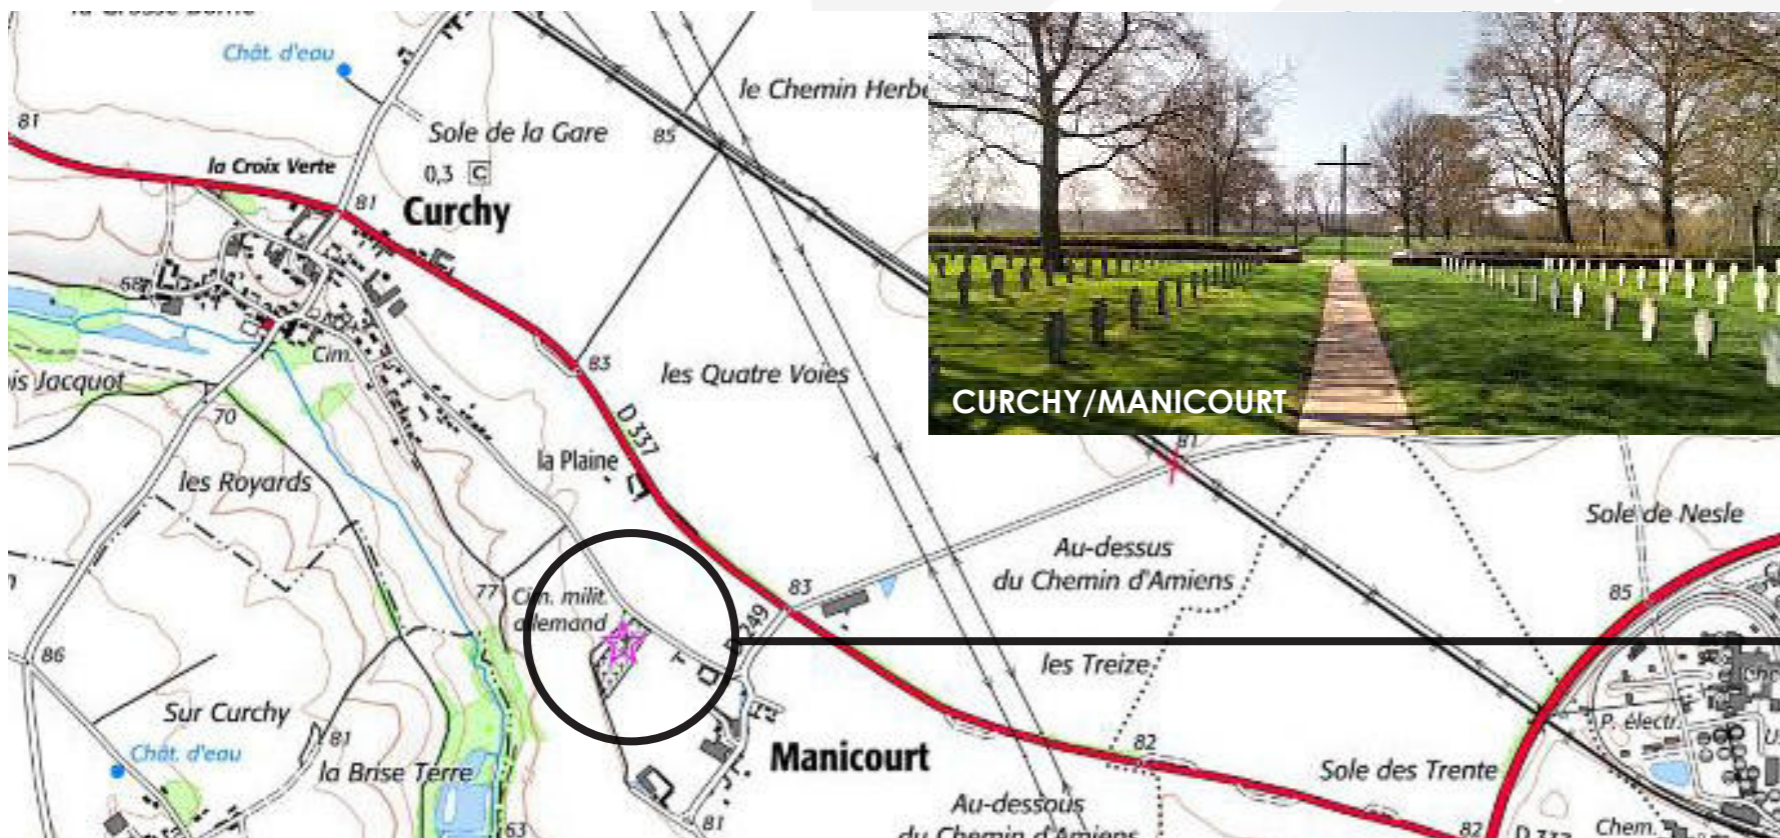 Chât. d'eau
le Chemin Herbe
81
Sole de la Gare
85
la Croix Verte
0,3 C
81
Curchy
68
Cim.
83
les Quatre Voies
is Jacquot
CURCHY/MANICOURT
70
D 337
81
la Plaine
les Royards
Sole de Nesle
Au-dessus
du Chemin d'Amiens
77
Cim. milit.
allemand
83
85
D 249
86
les Treize
Sur Curchy
P. électr.
81
Chât. d'eau
la Brise Terre
Manicourt
82
Sole des Trente
Au-dessous
du Chemin d'Amiens
63
81
82
D 337
Chem.